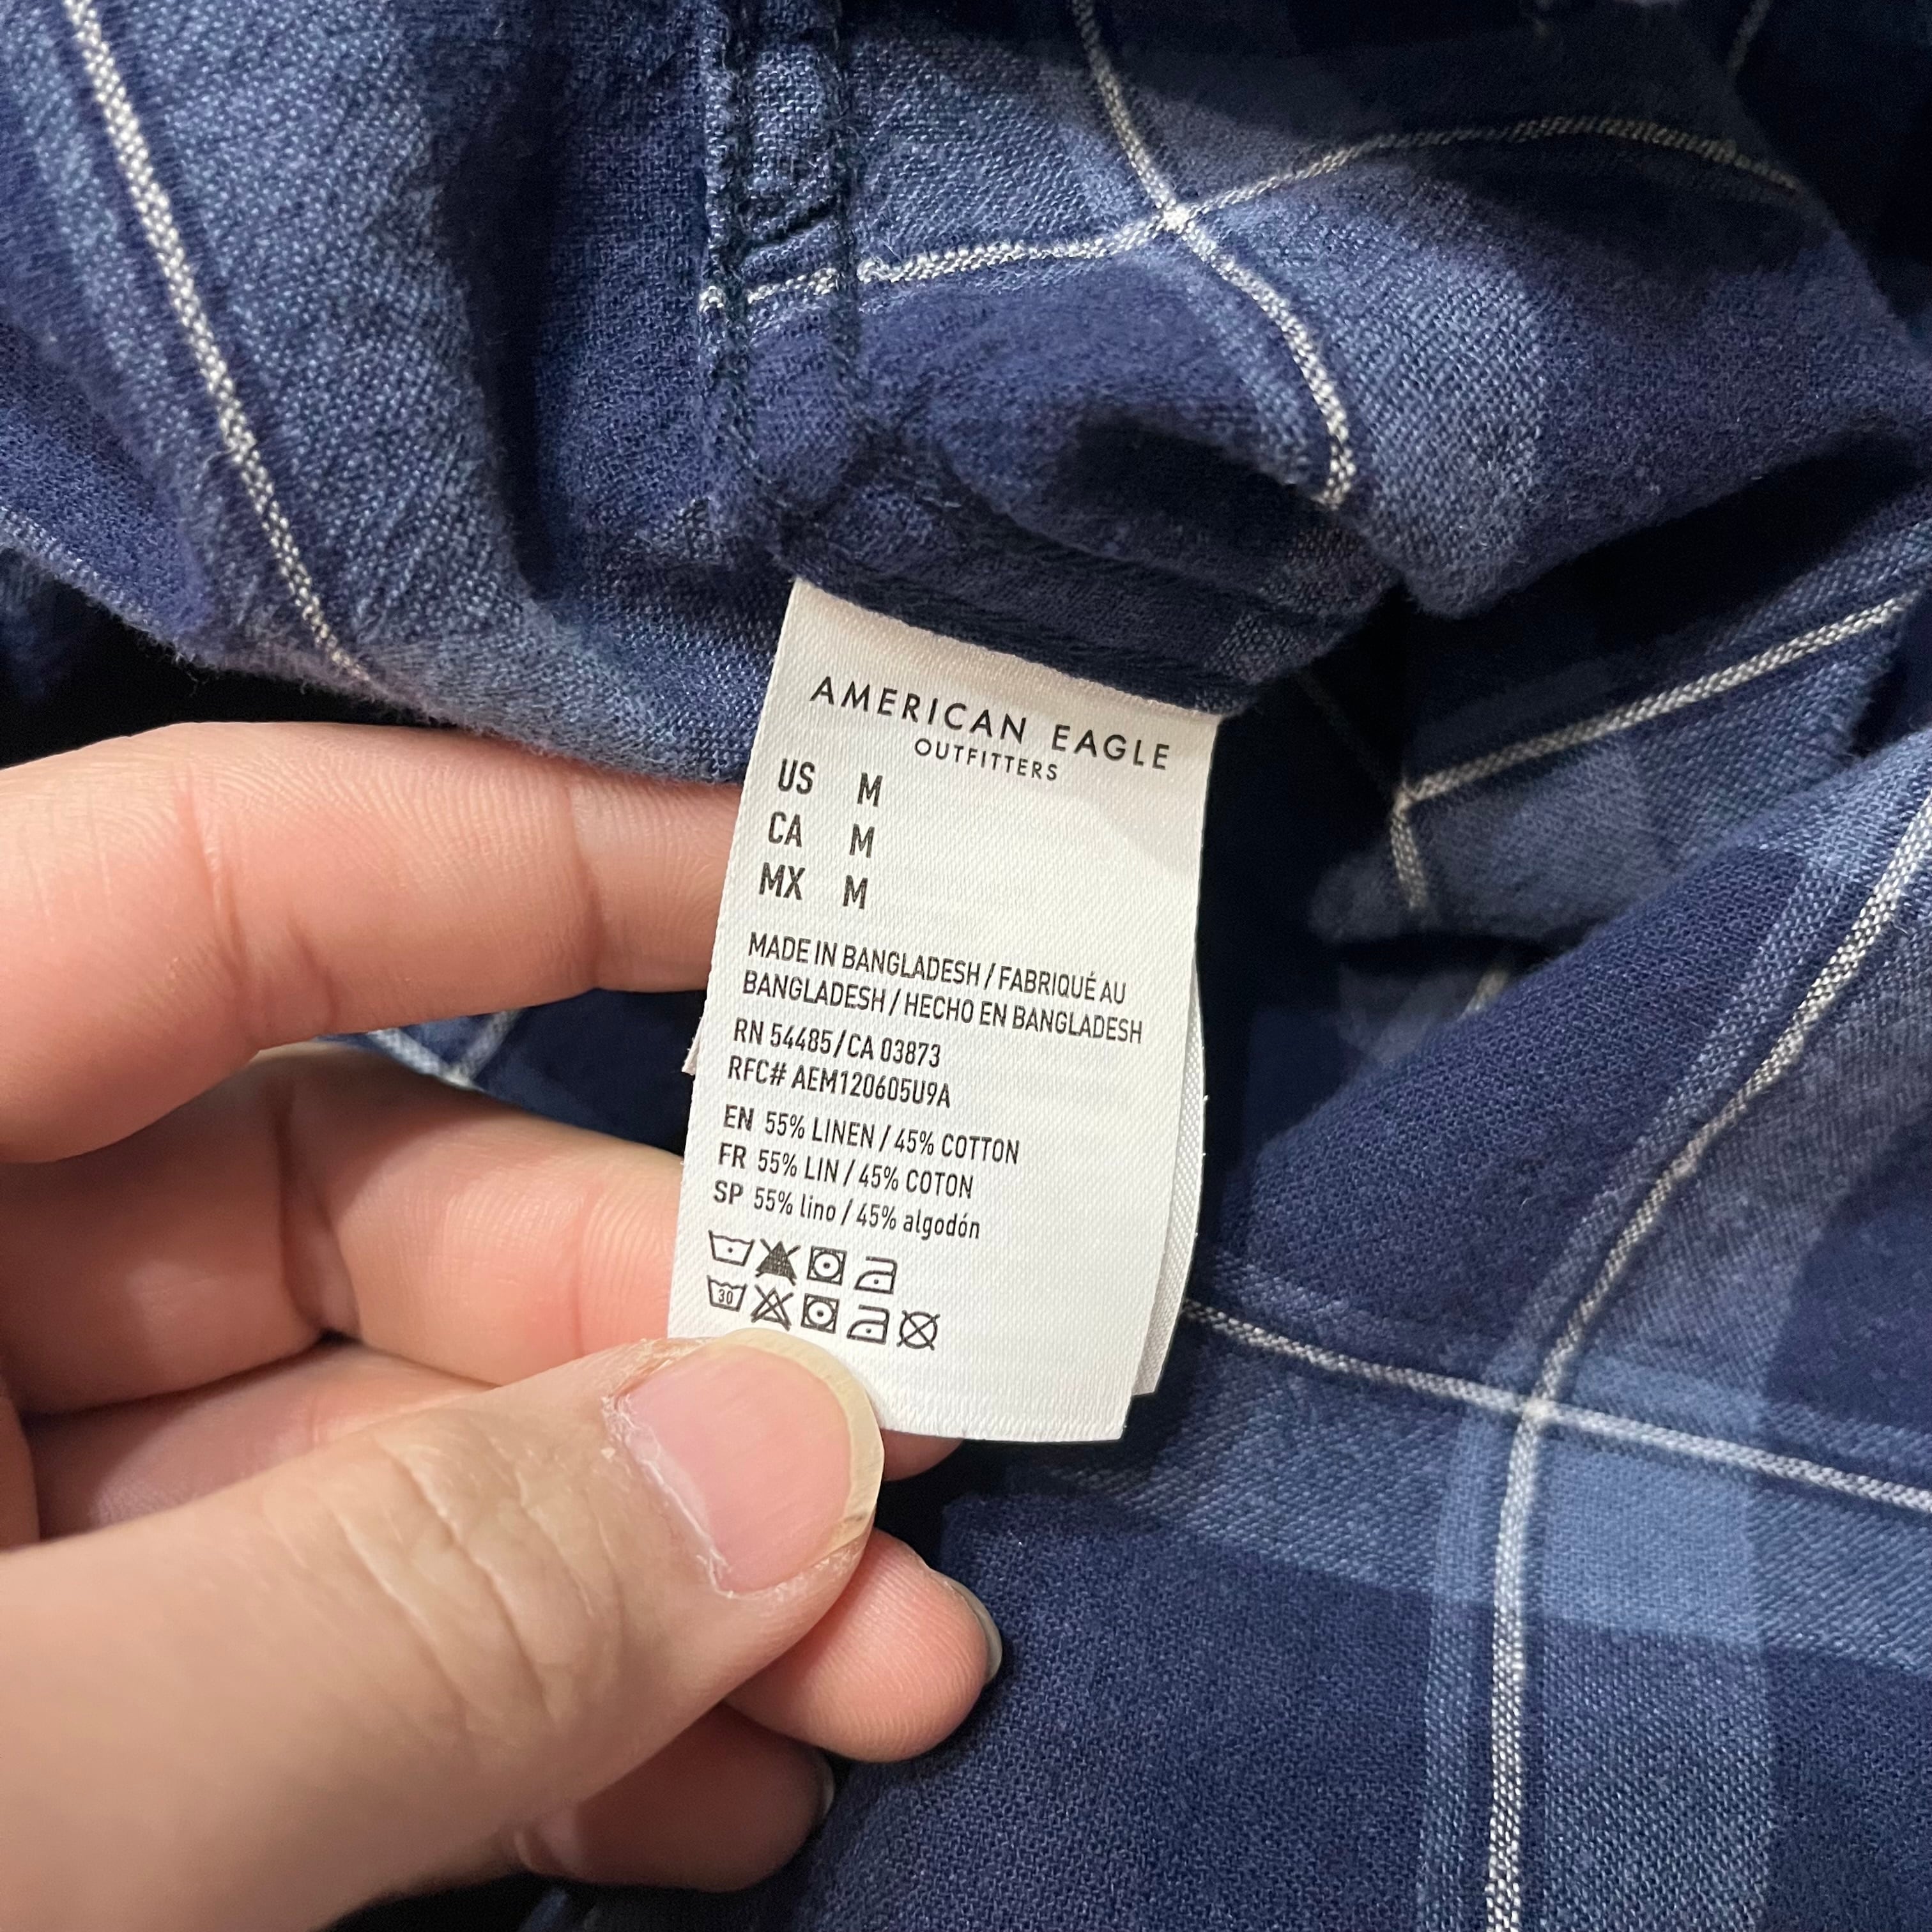 AMERICAN EAGLE
OUTFITTERS
US M
CA M
MX M
MADE IN BANGLADESH / FABRIQUÉ AU
BANGLADESH / HECHO EN BANGLADESH
RN 54485/CA 03873
RFC# AEM120605U9A
EN 55% LINEN / 45% COTTON
FR 55% LIN / 45% COTON
SP 55% lino / 45% algodón
30